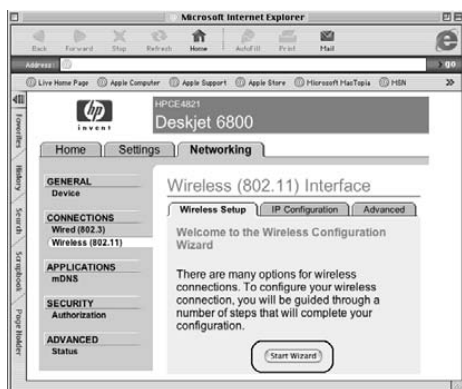 Microsoft Internet Explorer
Back Forward Stop Refresh Home AutoFill Print Mail
Address: go
Live Home Page Apple Computer Apple Support Apple Store Microsoft MacTopia MSN
Favorites
History
Search
Scrapbook
Page Holder
hp
invent
HPCE4821
Deskjet 6800
Home Settings Networking
GENERAL
Device
CONNECTIONS
Wired (802.3)
Wireless (802.11)
APPLICATIONS
mDNS
SECURITY
Authorization
ADVANCED
Status
Wireless (802.11) Interface
Wireless Setup IP Configuration Advanced
Welcome to the Wireless Configuration
Wizard
There are many options for wireless
connections. To configure your wireless
connection, you will be guided through a
number of steps that will complete your
configuration.
Start Wizard